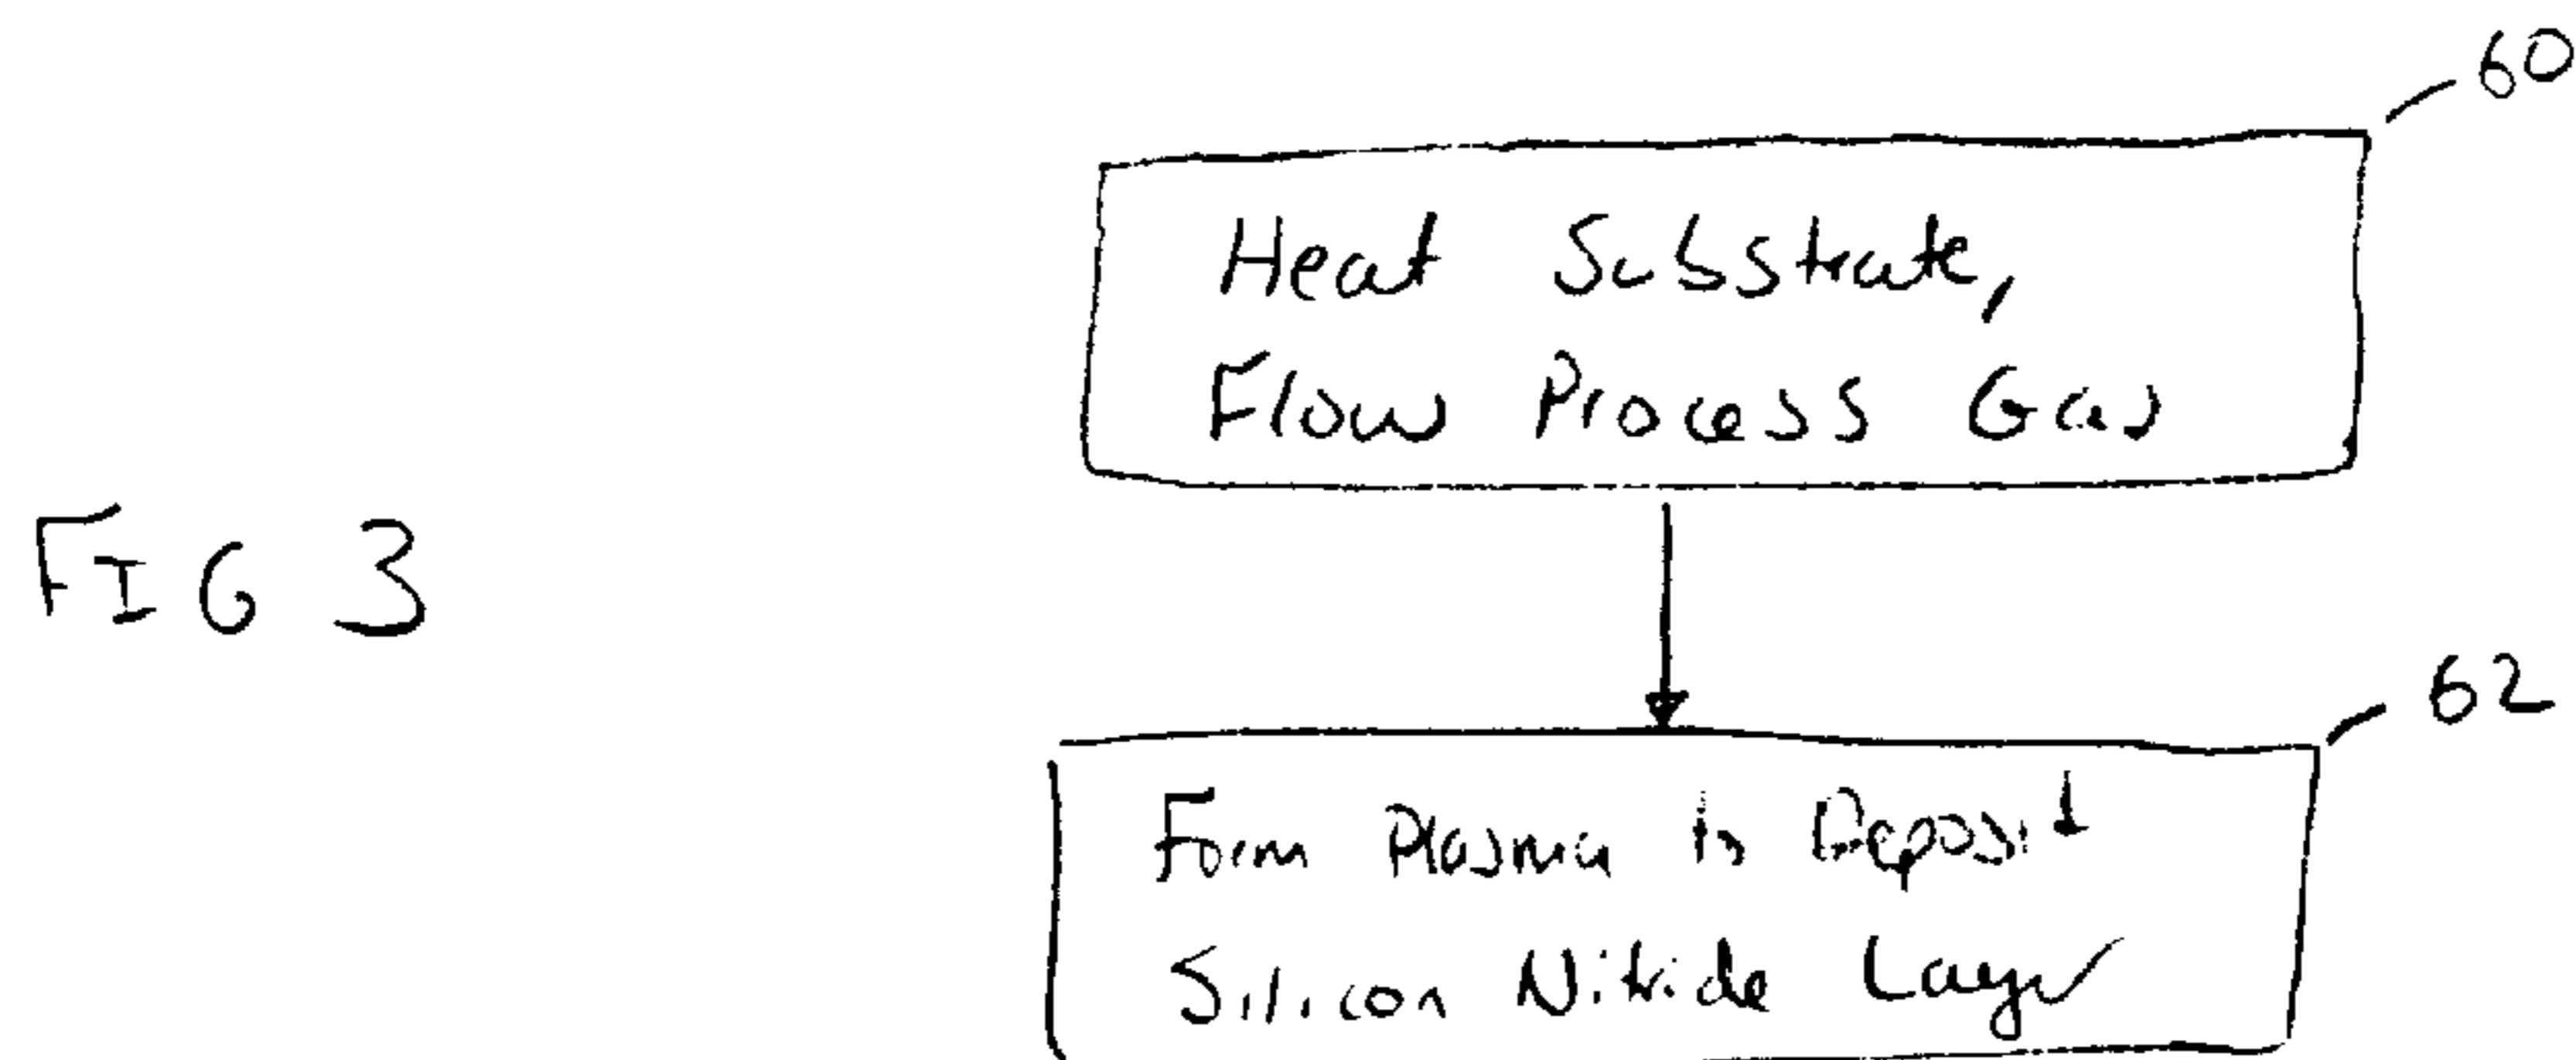 60
Heat Substrate,
Flow Process Gas
FIG 3
62
Form Plasma to Deposit
Silicon Nitride Layer